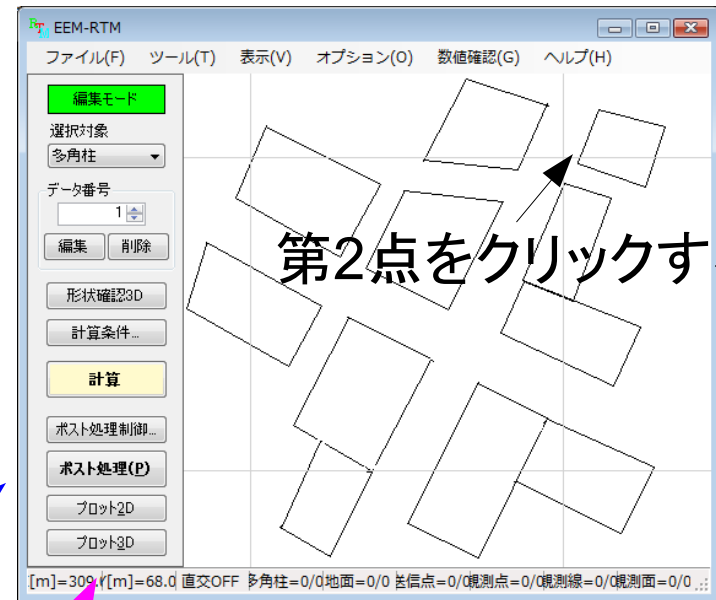 EEM-RTM
ファイル(F) ツール(T) 表示(V) オプション(O) 数値確認(G) ヘルプ(H)
編集モード
選択対象
多角柱
データ番号
1
編集 削除
形状確認3D
計算条件...
計算
ポスト処理制御...
ポスト処理(P)
プロット2D
プロット3D
第2点をクリックす
[m]=309. Y[m]=68.0 直交OFF 多角柱=0/0 地面=0/0 送信点=0/0 観測点=0/0 観測線=0/0 観測面=0/0